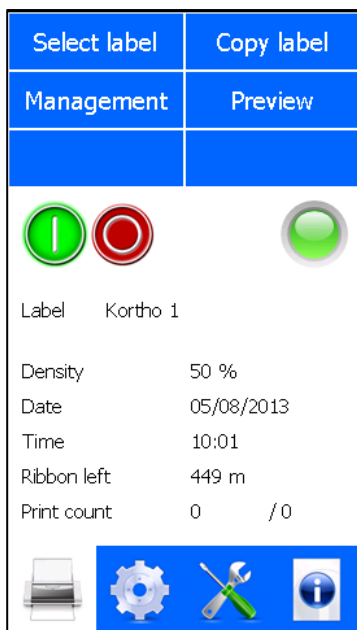 Select label Copy label
Management Preview
Label Kortho 1
Density 50 %
Date 05/08/2013
Time 10:01
Ribbon left 449 m
Print count 0 / 0